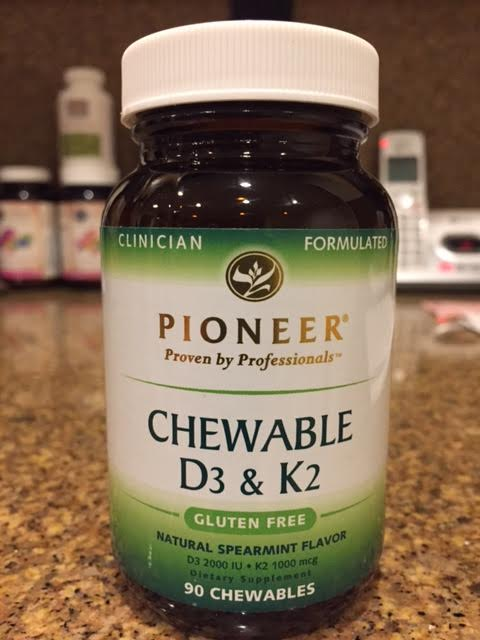 CLINICIAN FORMULATED
PIONEER®
Proven by Professionals™
CHEWABLE
D3 & K2
GLUTEN FREE
NATURAL SPEARMINT FLAVOR
D3 2000 IU • K2 1000 mcg
Dietary Supplement
90 CHEWABLES